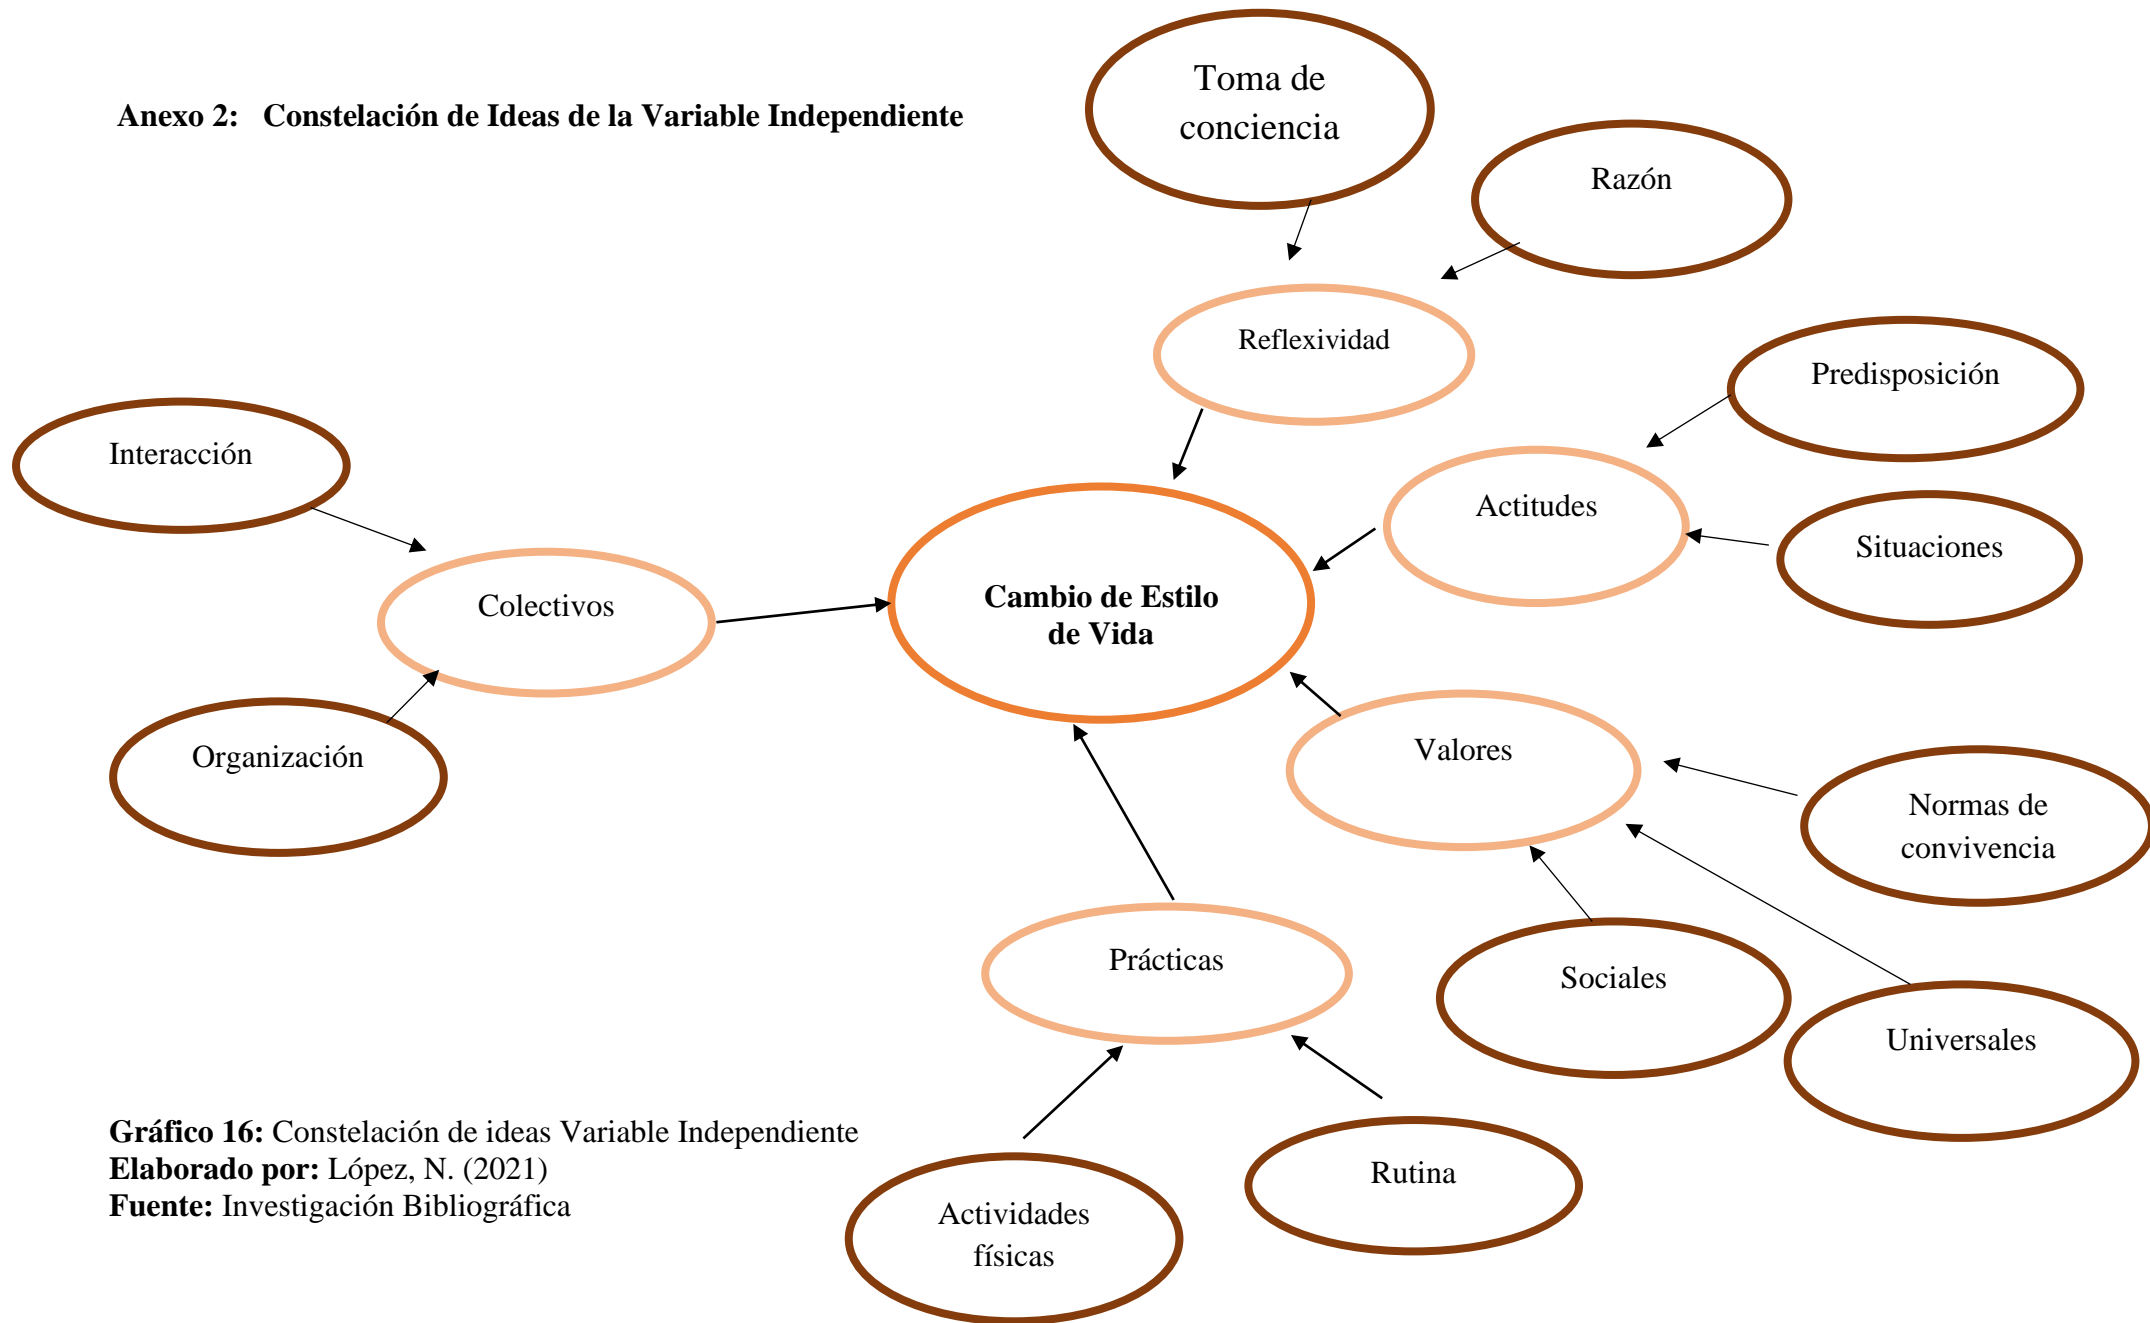 Anexo 2: Constelación de Ideas de la Variable Independiente
Toma de
conciencia
Razón
Reflexividad
Predisposición
Interacción
Actitudes
Situaciones
Colectivos
Cambio de Estilo
de Vida
Organización
Valores
Normas de
convivencia
Prácticas
Sociales
Universales
Rutina
Actividades
físicas
Gráfico 16: Constelación de ideas Variable Independiente
Elaborado por: López, N. (2021)
Fuente: Investigación Bibliográfica